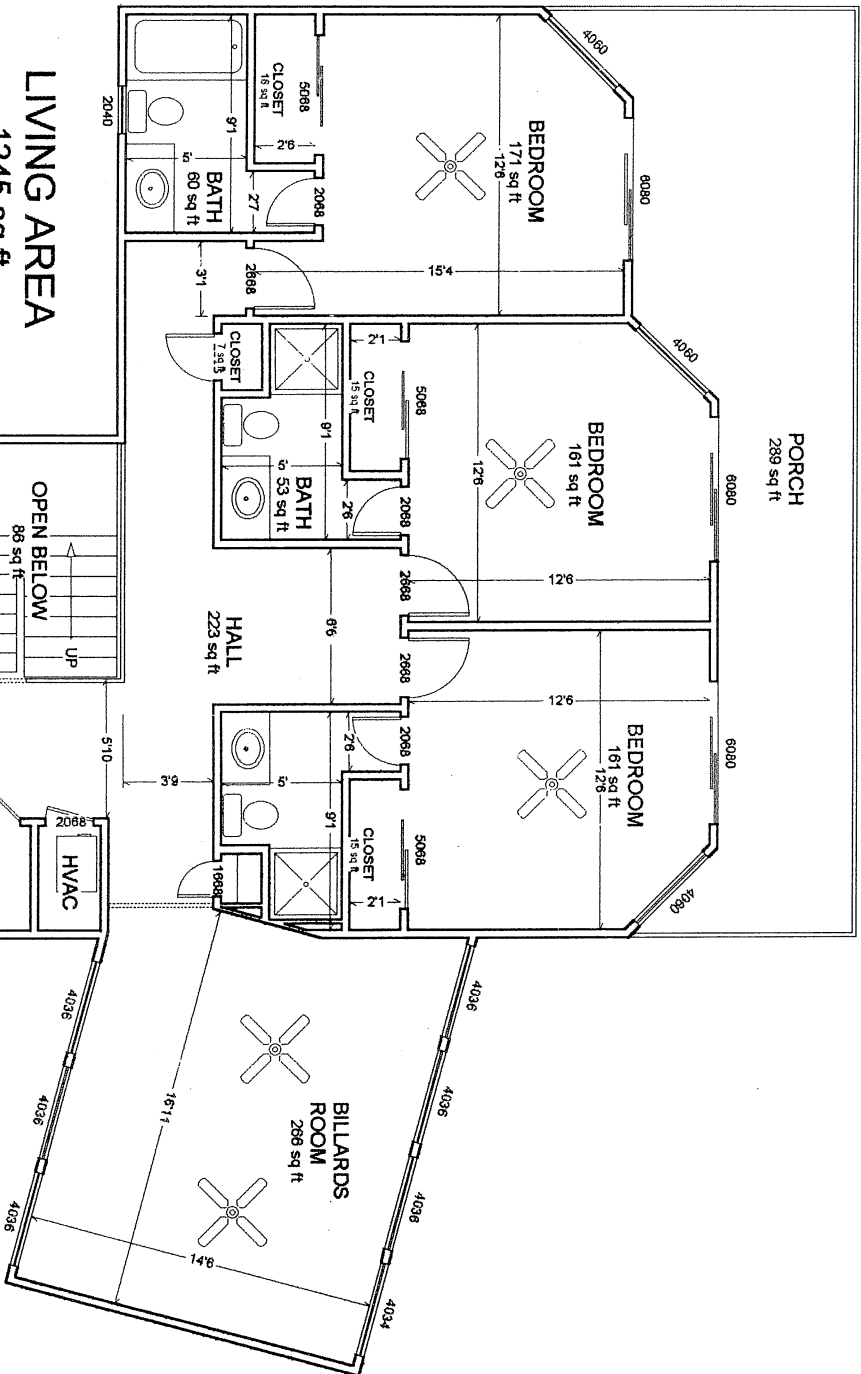 PORCH
289 sq ft
4060
6080
4060
6080
6080
4060
BEDROOM
171 sq ft
12'6
15'4
BEDROOM
161 sq ft
12'6
12'6
BEDROOM
161 sq ft
12'6
12'6
CLOSET
16 sq ft
5068
2'6
2068
2'7
2668
3'1
9'1
5'
BATH
60 sq ft
2040
CLOSET
7 sq ft
CLOSET
15 sq ft
2'1
5068
9'1
5'
BATH
53 sq ft
2'6
2068
2668
6'6
2668
HALL
223 sq ft
2068
2'6
5'
9'1
CLOSET
15 sq ft
5068
2'1
1668
3'9
5'10
2068
HVAC
OPEN BELOW
86 sq ft
UP
BILLARDS
ROOM
266 sq ft
16'11
14'6
4036
4036
4036
4034
4036
4036
4036
LIVING AREA
1245 sq ft